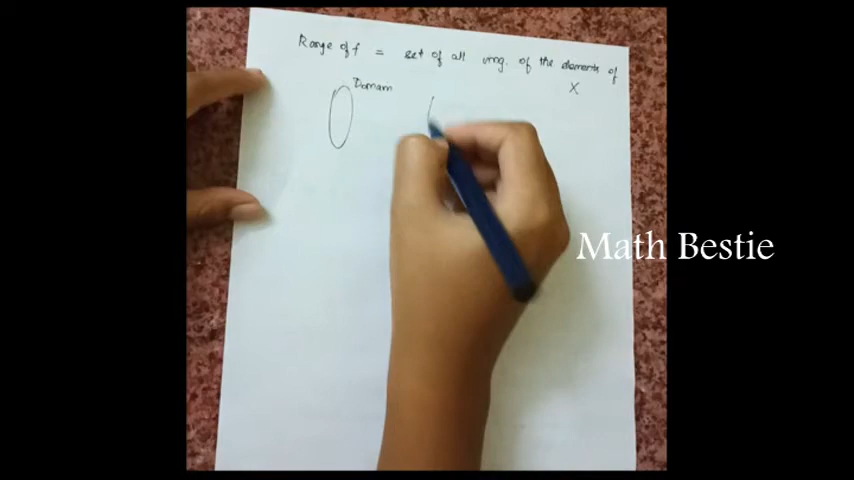 Range of f = set of all img. of the elements of
X
Domain
Math Bestie